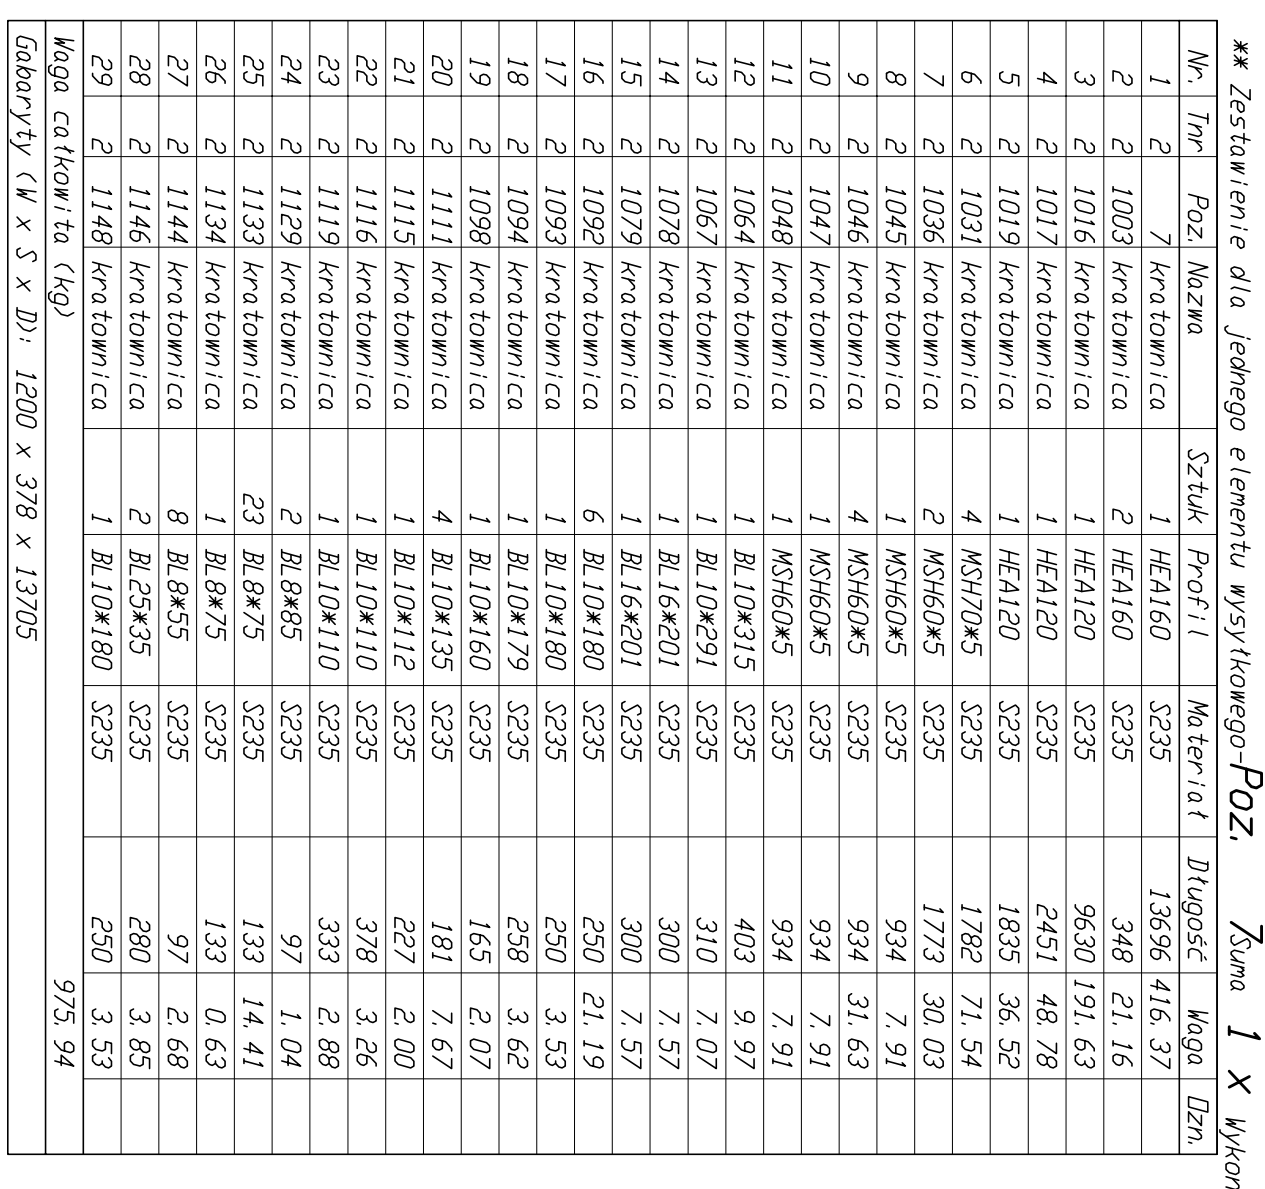 ** Zestawienie dla jednego elementu wysyłkowego-Poz. 7 Suma 1 x Wykon
Nr. Tnr Poz. Nazwa Sztuk Profil Materiał Długość Waga Ozn.
1 2 7 kratownica 1 HEA160 S235 13696 416.37
2 2 1003 kratownica 2 HEA160 S235 348 21.16
3 2 1016 kratownica 1 HEA120 S235 9630 191.63
4 2 1017 kratownica 1 HEA120 S235 2451 48.78
5 2 1019 kratownica 1 HEA120 S235 1835 36.52
6 2 1031 kratownica 4 MSH70*5 S235 1782 71.54
7 2 1036 kratownica 2 MSH60*5 S235 1773 30.03
8 2 1045 kratownica 1 MSH60*5 S235 934 7.91
9 2 1046 kratownica 4 MSH60*5 S235 934 31.63
10 2 1047 kratownica 1 MSH60*5 S235 934 7.91
11 2 1048 kratownica 1 MSH60*5 S235 934 7.91
12 2 1064 kratownica 1 BL10*315 S235 403 9.97
13 2 1067 kratownica 1 BL10*291 S235 310 7.07
14 2 1078 kratownica 1 BL16*201 S235 300 7.57
15 2 1079 kratownica 1 BL16*201 S235 300 7.57
16 2 1092 kratownica 6 BL10*180 S235 250 21.19
17 2 1093 kratownica 1 BL10*180 S235 250 3.53
18 2 1094 kratownica 1 BL10*179 S235 258 3.62
19 2 1098 kratownica 1 BL10*160 S235 165 2.07
20 2 1111 kratownica 4 BL10*135 S235 181 7.67
21 2 1115 kratownica 1 BL10*112 S235 227 2.00
22 2 1116 kratownica 1 BL10*110 S235 378 3.26
23 2 1119 kratownica 1 BL10*110 S235 333 2.88
24 2 1129 kratownica 2 BL8*85 S235 97 1.04
25 2 1133 kratownica 23 BL8*75 S235 133 14.41
26 2 1134 kratownica 1 BL8*75 S235 133 0.63
27 2 1144 kratownica 8 BL8*55 S235 97 2.68
28 2 1146 kratownica 2 BL25*35 S235 280 3.85
29 2 1148 kratownica 1 BL10*180 S235 250 3.53
Waga całkowita (kg) 975.94
Gabaryty (W x S x D): 1200 x 378 x 13705